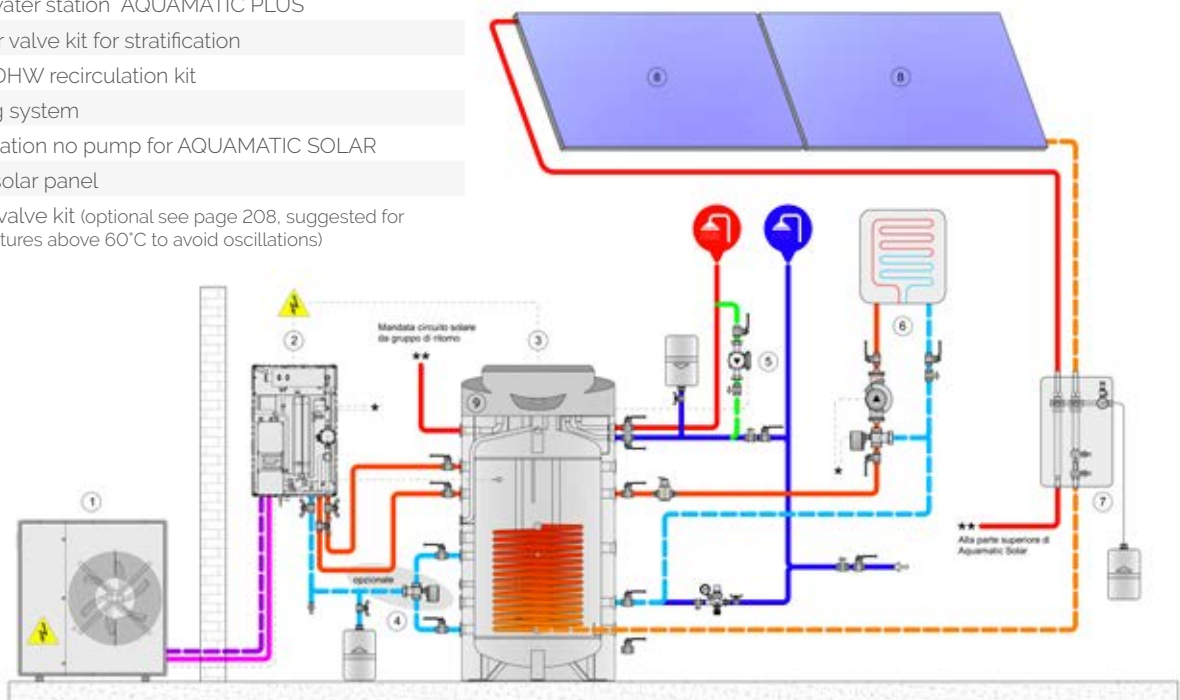 water station AQUAMATIC PLUS
valve kit for stratification
DHW recirculation kit
system
ation no pump for AQUAMATIC SOLAR
solar panel
valve kit (optional see page 208, suggested for
tures above 60°C to avoid oscillations)
8
8
Mandata circuito solare
da gruppo di ritorno
**
2
3
5
6
9
*
*
1
7
**
Alla parte superiore di
Aquamatic Solar
opzionale
4